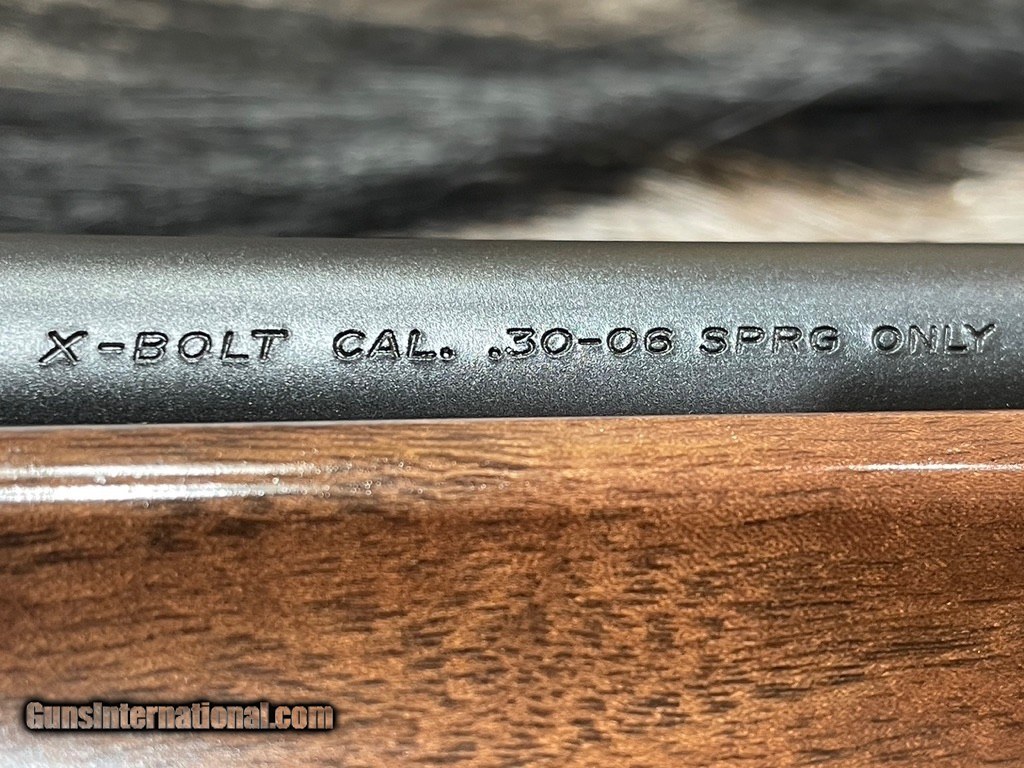 X-BOLT CAL. .30-06 SPRG ONLY
GunsInternational.com